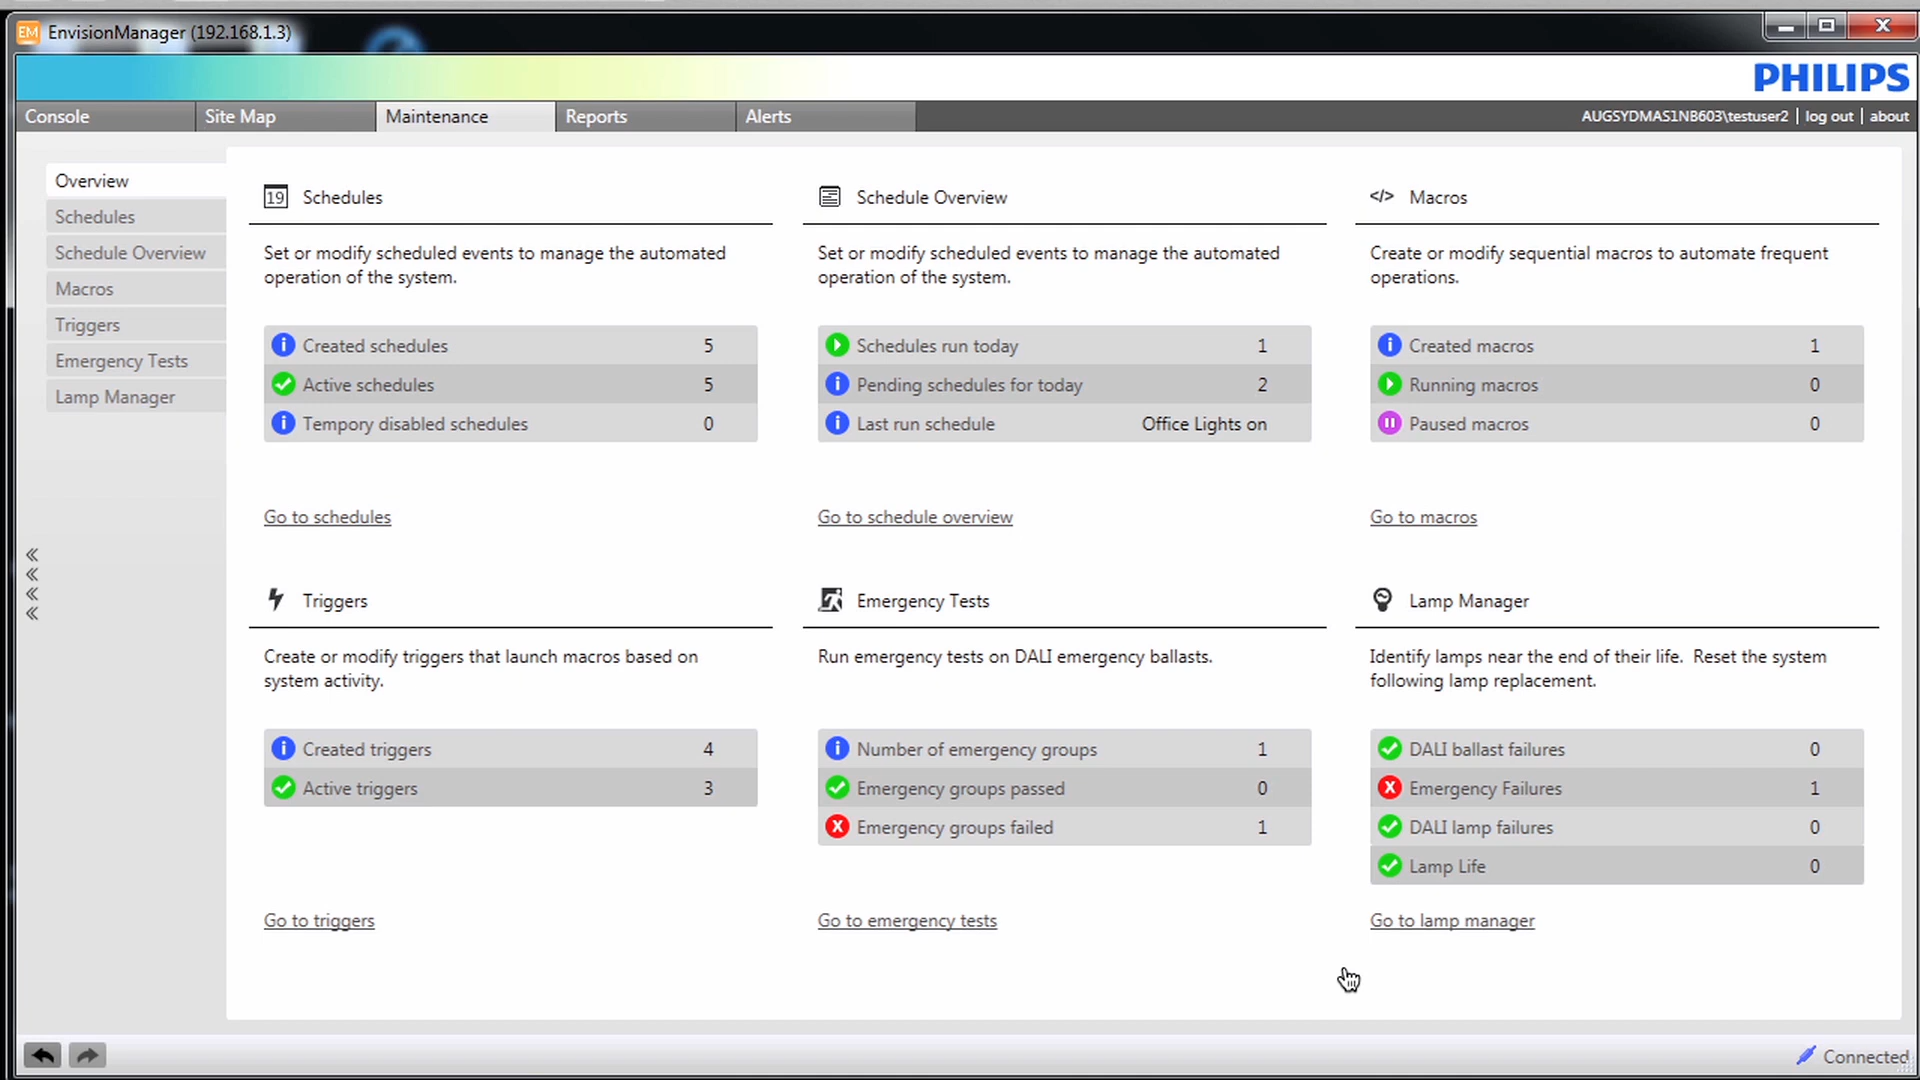 EM EnvisionManager (192.168.1.3)
PHILIPS
Console Site Map Maintenance Reports Alerts AUGSYDMAS1NB603\testuser2 | log out | about
Overview
Schedules
Schedule Overview
Macros
Triggers
Emergency Tests
Lamp Manager
19 Schedules
Set or modify scheduled events to manage the automated
operation of the system.
Created schedules 5
Active schedules 5
Tempory disabled schedules 0
Go to schedules
Schedule Overview
Set or modify scheduled events to manage the automated
operation of the system.
Schedules run today 1
Pending schedules for today 2
Last run schedule Office Lights on
Go to schedule overview
</> Macros
Create or modify sequential macros to automate frequent
operations.
Created macros 1
Running macros 0
Paused macros 0
Go to macros
Triggers
Create or modify triggers that launch macros based on
system activity.
Created triggers 4
Active triggers 3
Go to triggers
Emergency Tests
Run emergency tests on DALI emergency ballasts.
Number of emergency groups 1
Emergency groups passed 0
Emergency groups failed 1
Go to emergency tests
Lamp Manager
Identify lamps near the end of their life. Reset the system
following lamp replacement.
DALI ballast failures 0
Emergency Failures 1
DALI lamp failures 0
Lamp Life 0
Go to lamp manager
Connected